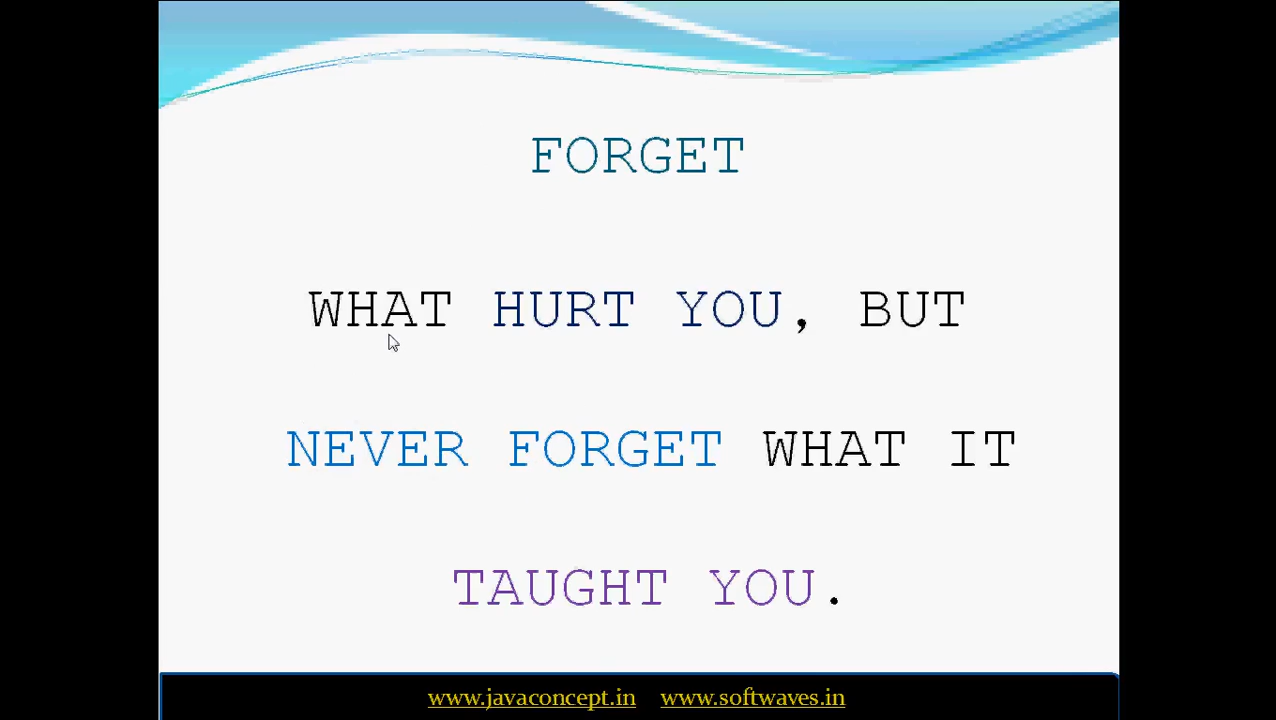 FORGET
WHAT HURT YOU, BUT
NEVER FORGET WHAT IT
TAUGHT YOU.
www.javaconcept.in www.softwaves.in